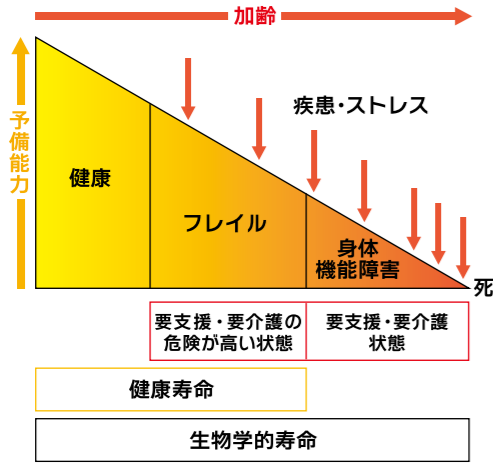 加齢
予備能力
疾患・ストレス
健康
フレイル
身体
機能障害
死
要支援・要介護の
危険が高い状態
要支援・要介護
状態
健康寿命
生物学的寿命